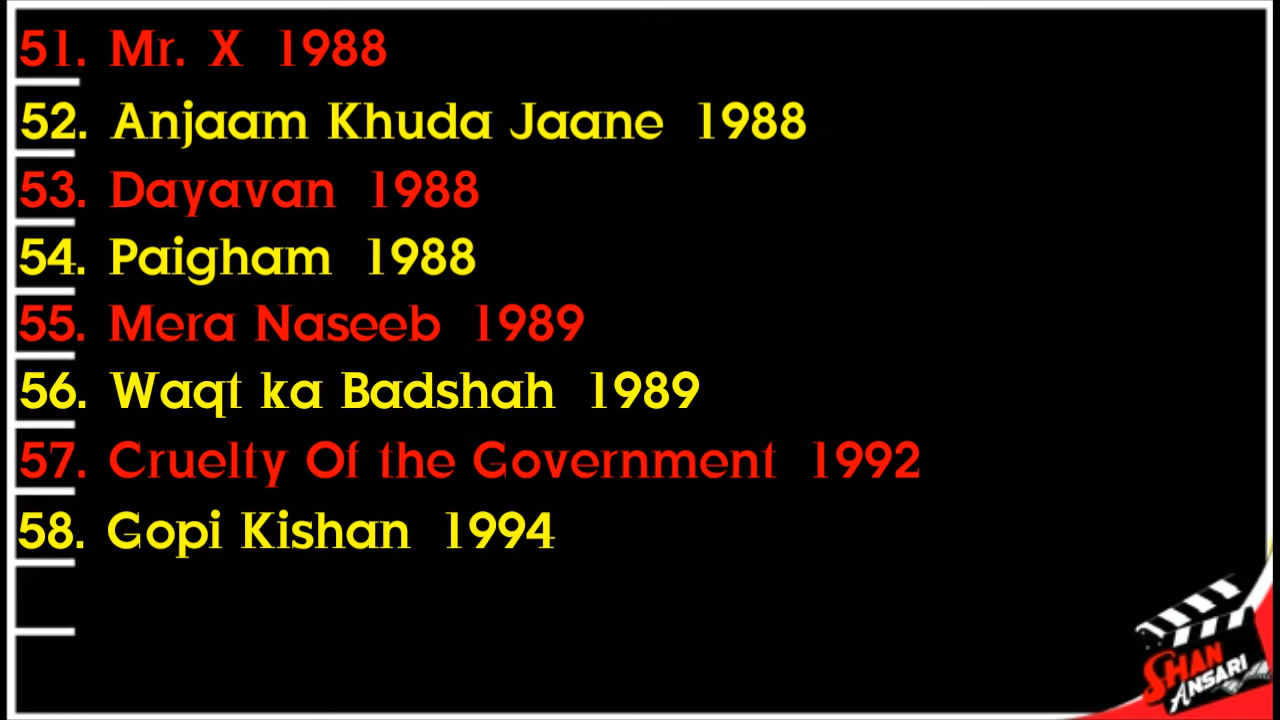 51. Mr. X 1988
52. Anjaam Khuda Jaane 1988
53. Dayavan 1988
54. Paigham 1988
55. Mera Naseeb 1989
56. Waqt ka Badshah 1989
57. Cruelty Of the Government 1992
58. Gopi Kishan 1994
SHAN
ANSARI